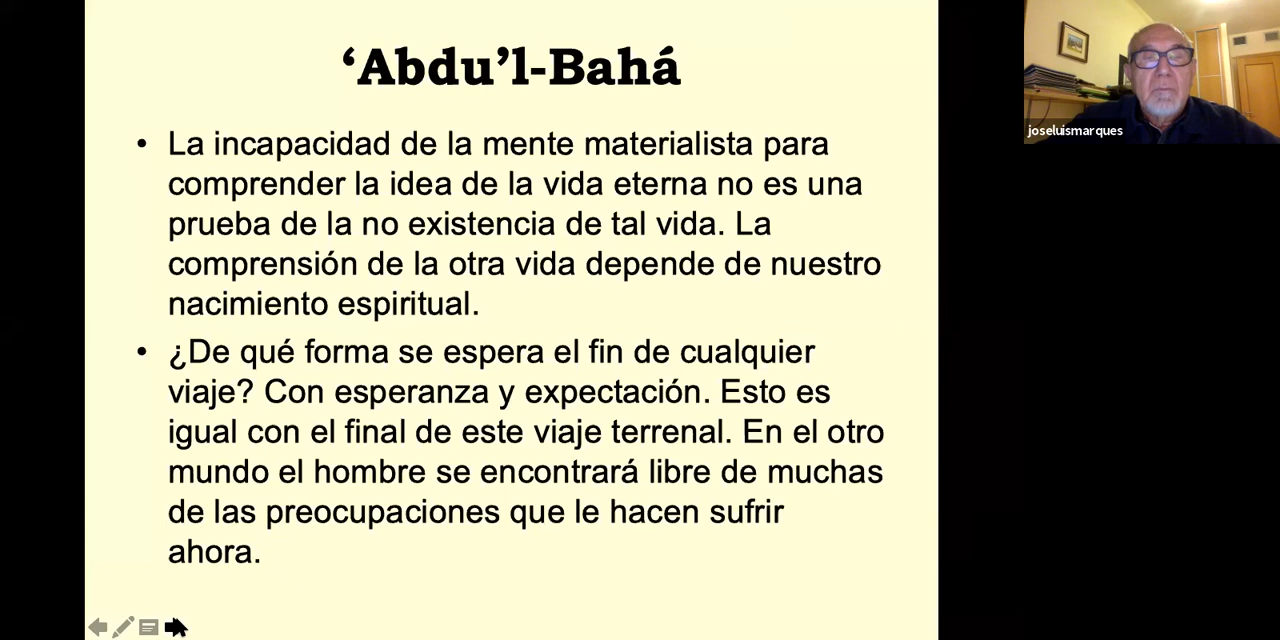 ‘Abdu’l-Bahá
• La incapacidad de la mente materialista para
comprender la idea de la vida eterna no es una
prueba de la no existencia de tal vida. La
comprensión de la otra vida depende de nuestro
nacimiento espiritual.
• ¿De qué forma se espera el fin de cualquier
viaje? Con esperanza y expectación. Esto es
igual con el final de este viaje terrenal. En el otro
mundo el hombre se encontrará libre de muchas
de las preocupaciones que le hacen sufrir
ahora.
joseluismarques